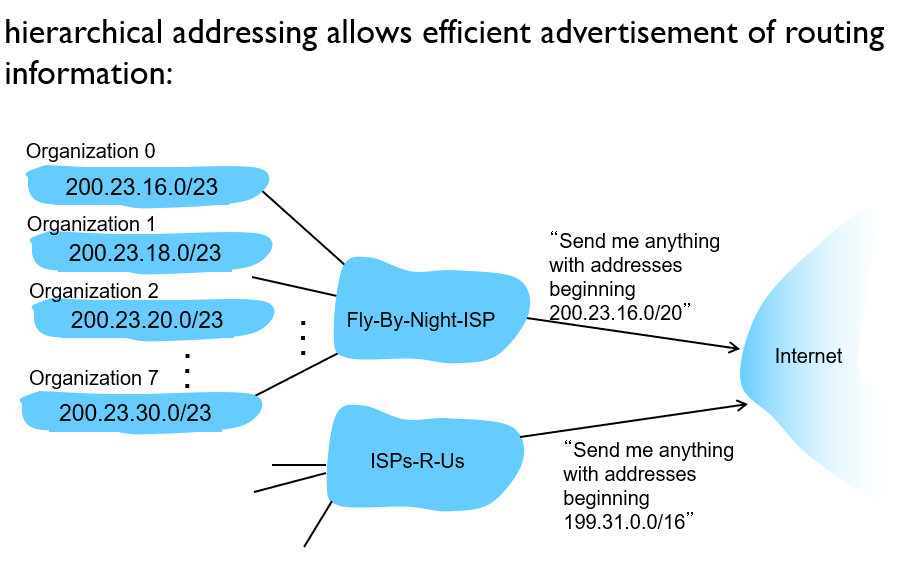 hierarchical addressing allows efficient advertisement of routing
information:
Organization 0
200.23.16.0/23
Organization 1
200.23.18.0/23
Organization 2
200.23.20.0/23
Organization 7
200.23.30.0/23
Fly-By-Night-ISP
“Send me anything
with addresses
beginning
200.23.16.0/20”
Internet
ISPs-R-Us
“Send me anything
with addresses
beginning
199.31.0.0/16”